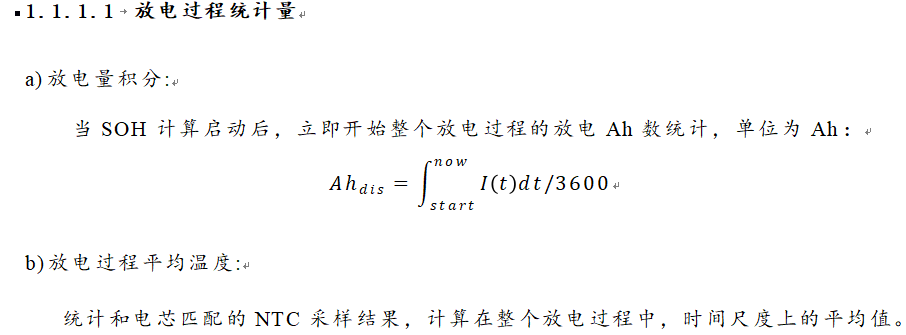 1.1.1.1 放电过程统计量
a)放电量积分:
当 SOH 计算启动后，立即开始整个放电过程的放电 Ah 数统计，单位为 Ah：
Ah_{dis} = ∫_{start}^{now} I(t)dt/3600
b)放电过程平均温度:
统计和电芯匹配的 NTC 采样结果，计算在整个放电过程中，时间尺度上的平均值。